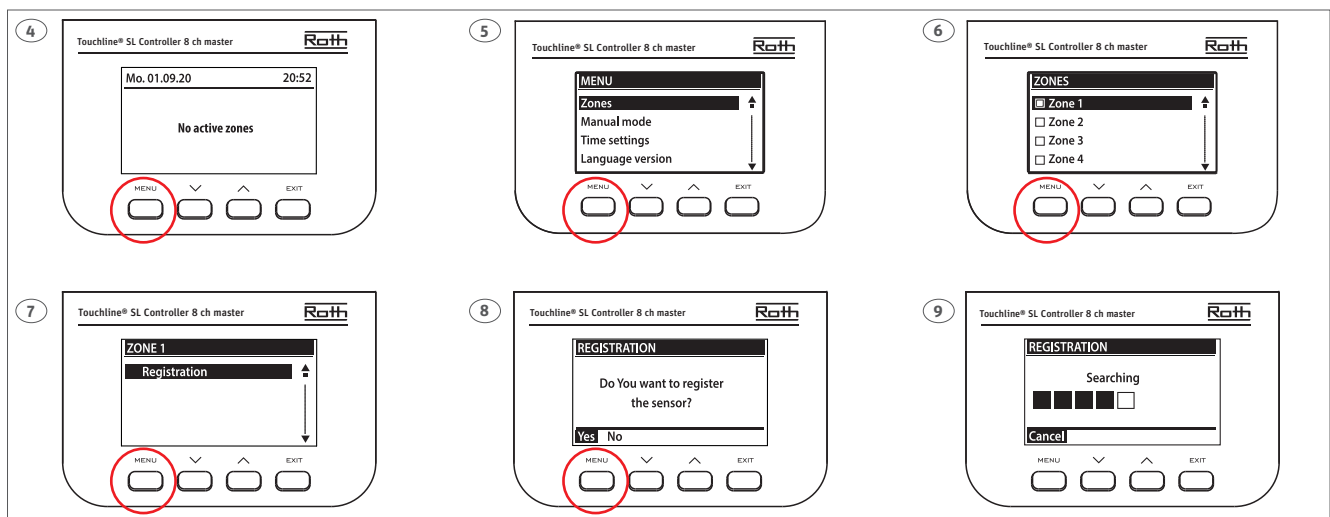 4
Touchline® SL Controller 8 ch master Roth
Mo. 01.09.20 20:52
No active zones
MENU EXIT
5
Touchline® SL Controller 8 ch master Roth
MENU
Zones
Manual mode
Time settings
Language version
MENU EXIT
6
Touchline® SL Controller 8 ch master Roth
ZONES
Zone 1
Zone 2
Zone 3
Zone 4
MENU EXIT
7
Touchline® SL Controller 8 ch master Roth
ZONE 1
Registration
MENU EXIT
8
Touchline® SL Controller 8 ch master Roth
REGISTRATION
Do You want to register
the sensor?
Yes No
MENU EXIT
9
Touchline® SL Controller 8 ch master Roth
REGISTRATION
Searching
Cancel
MENU EXIT